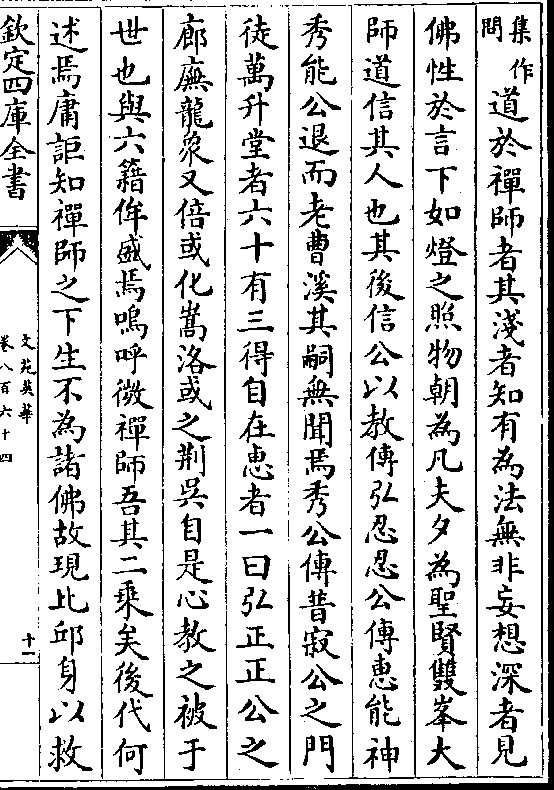 集作
問
道於禪師者其淺者知有為法無非妄想深者見
佛性於言下如燈之照物朝為凡夫夕為聖賢雙峯大
師道信其人也其後信公以教傳弘忍忍公傳惠能神
秀能公退而老曹溪其嗣無聞焉秀公傳普寂公之門
徒萬升堂者六十有三得自在惠者一曰弘正正公之
廊廡龍象又倍或化嵩洛或之荆吳自是心教之被于
世也與六籍侔盛焉嗚呼微禪師吾其二乘矣後代何
述焉庸詎知禪師之下生不為諸佛故現比邱身以救
欽定四庫全書
文苑英華
卷八百六十四
十一